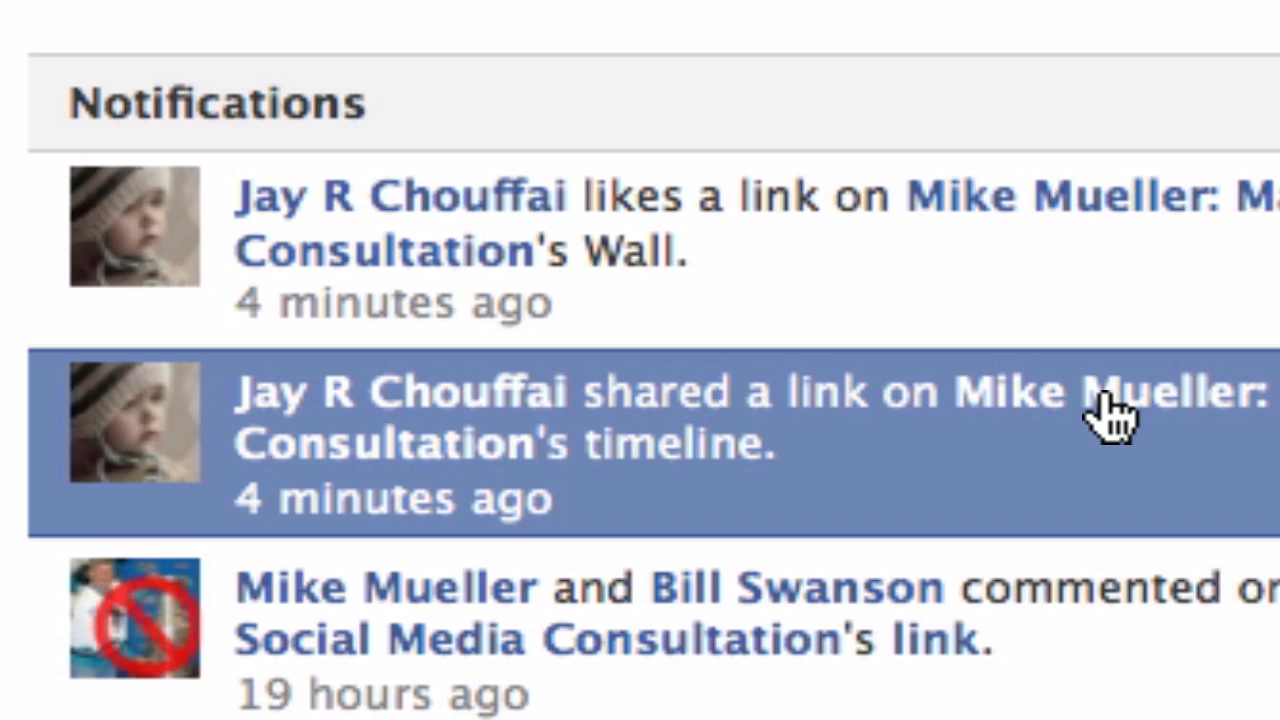 Notifications
Jay R Chouffai likes a link on Mike Mueller:
Consultation's Wall.
4 minutes ago
Jay R Chouffai shared a link on Mike Mueller:
Consultation's timeline.
4 minutes ago
Mike Mueller and Bill Swanson commented
Social Media Consultation's link.
19 hours ago